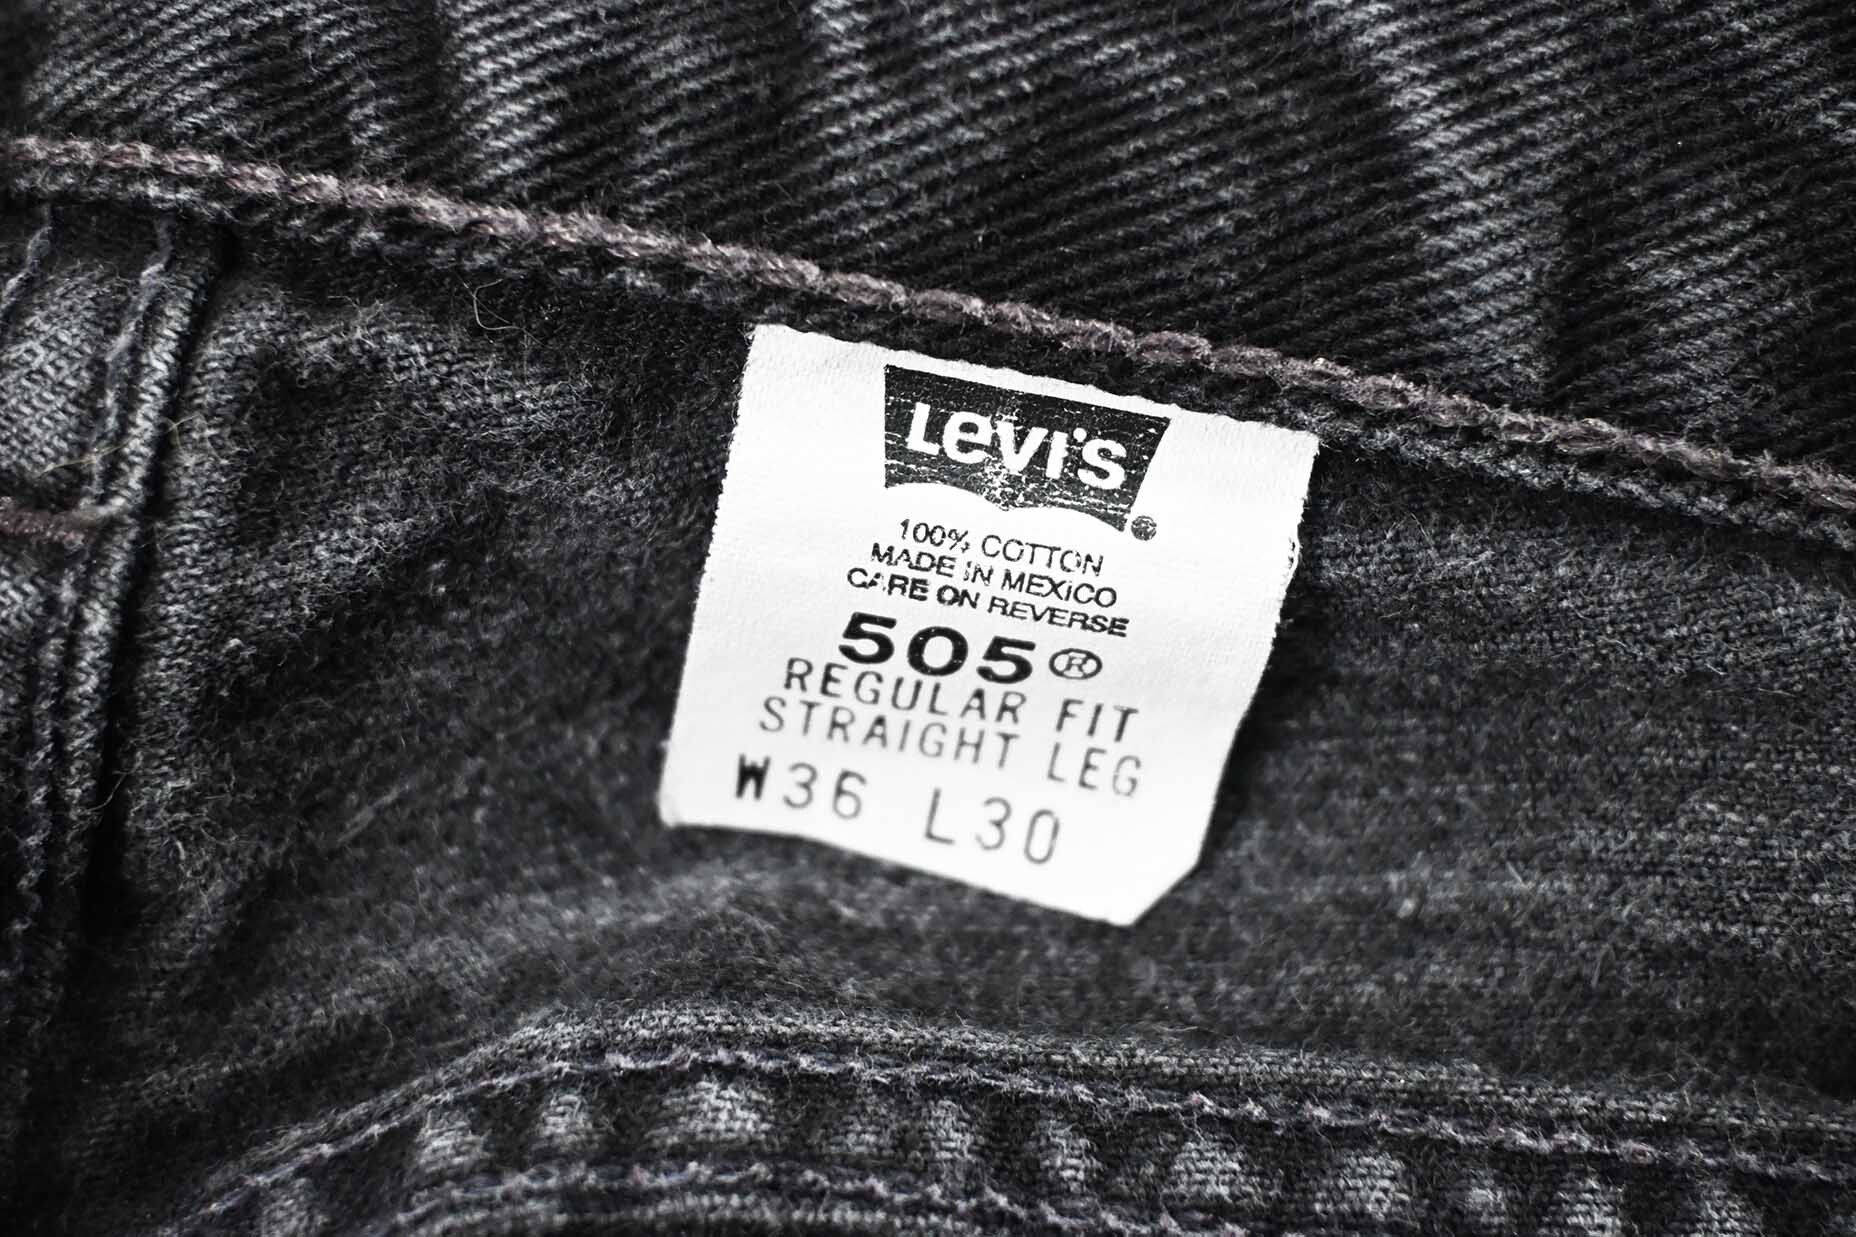 Levi's
100% COTTON
MADE IN MEXICO
CARE ON REVERSE
505®
REGULAR FIT
STRAIGHT LEG
W36 L30